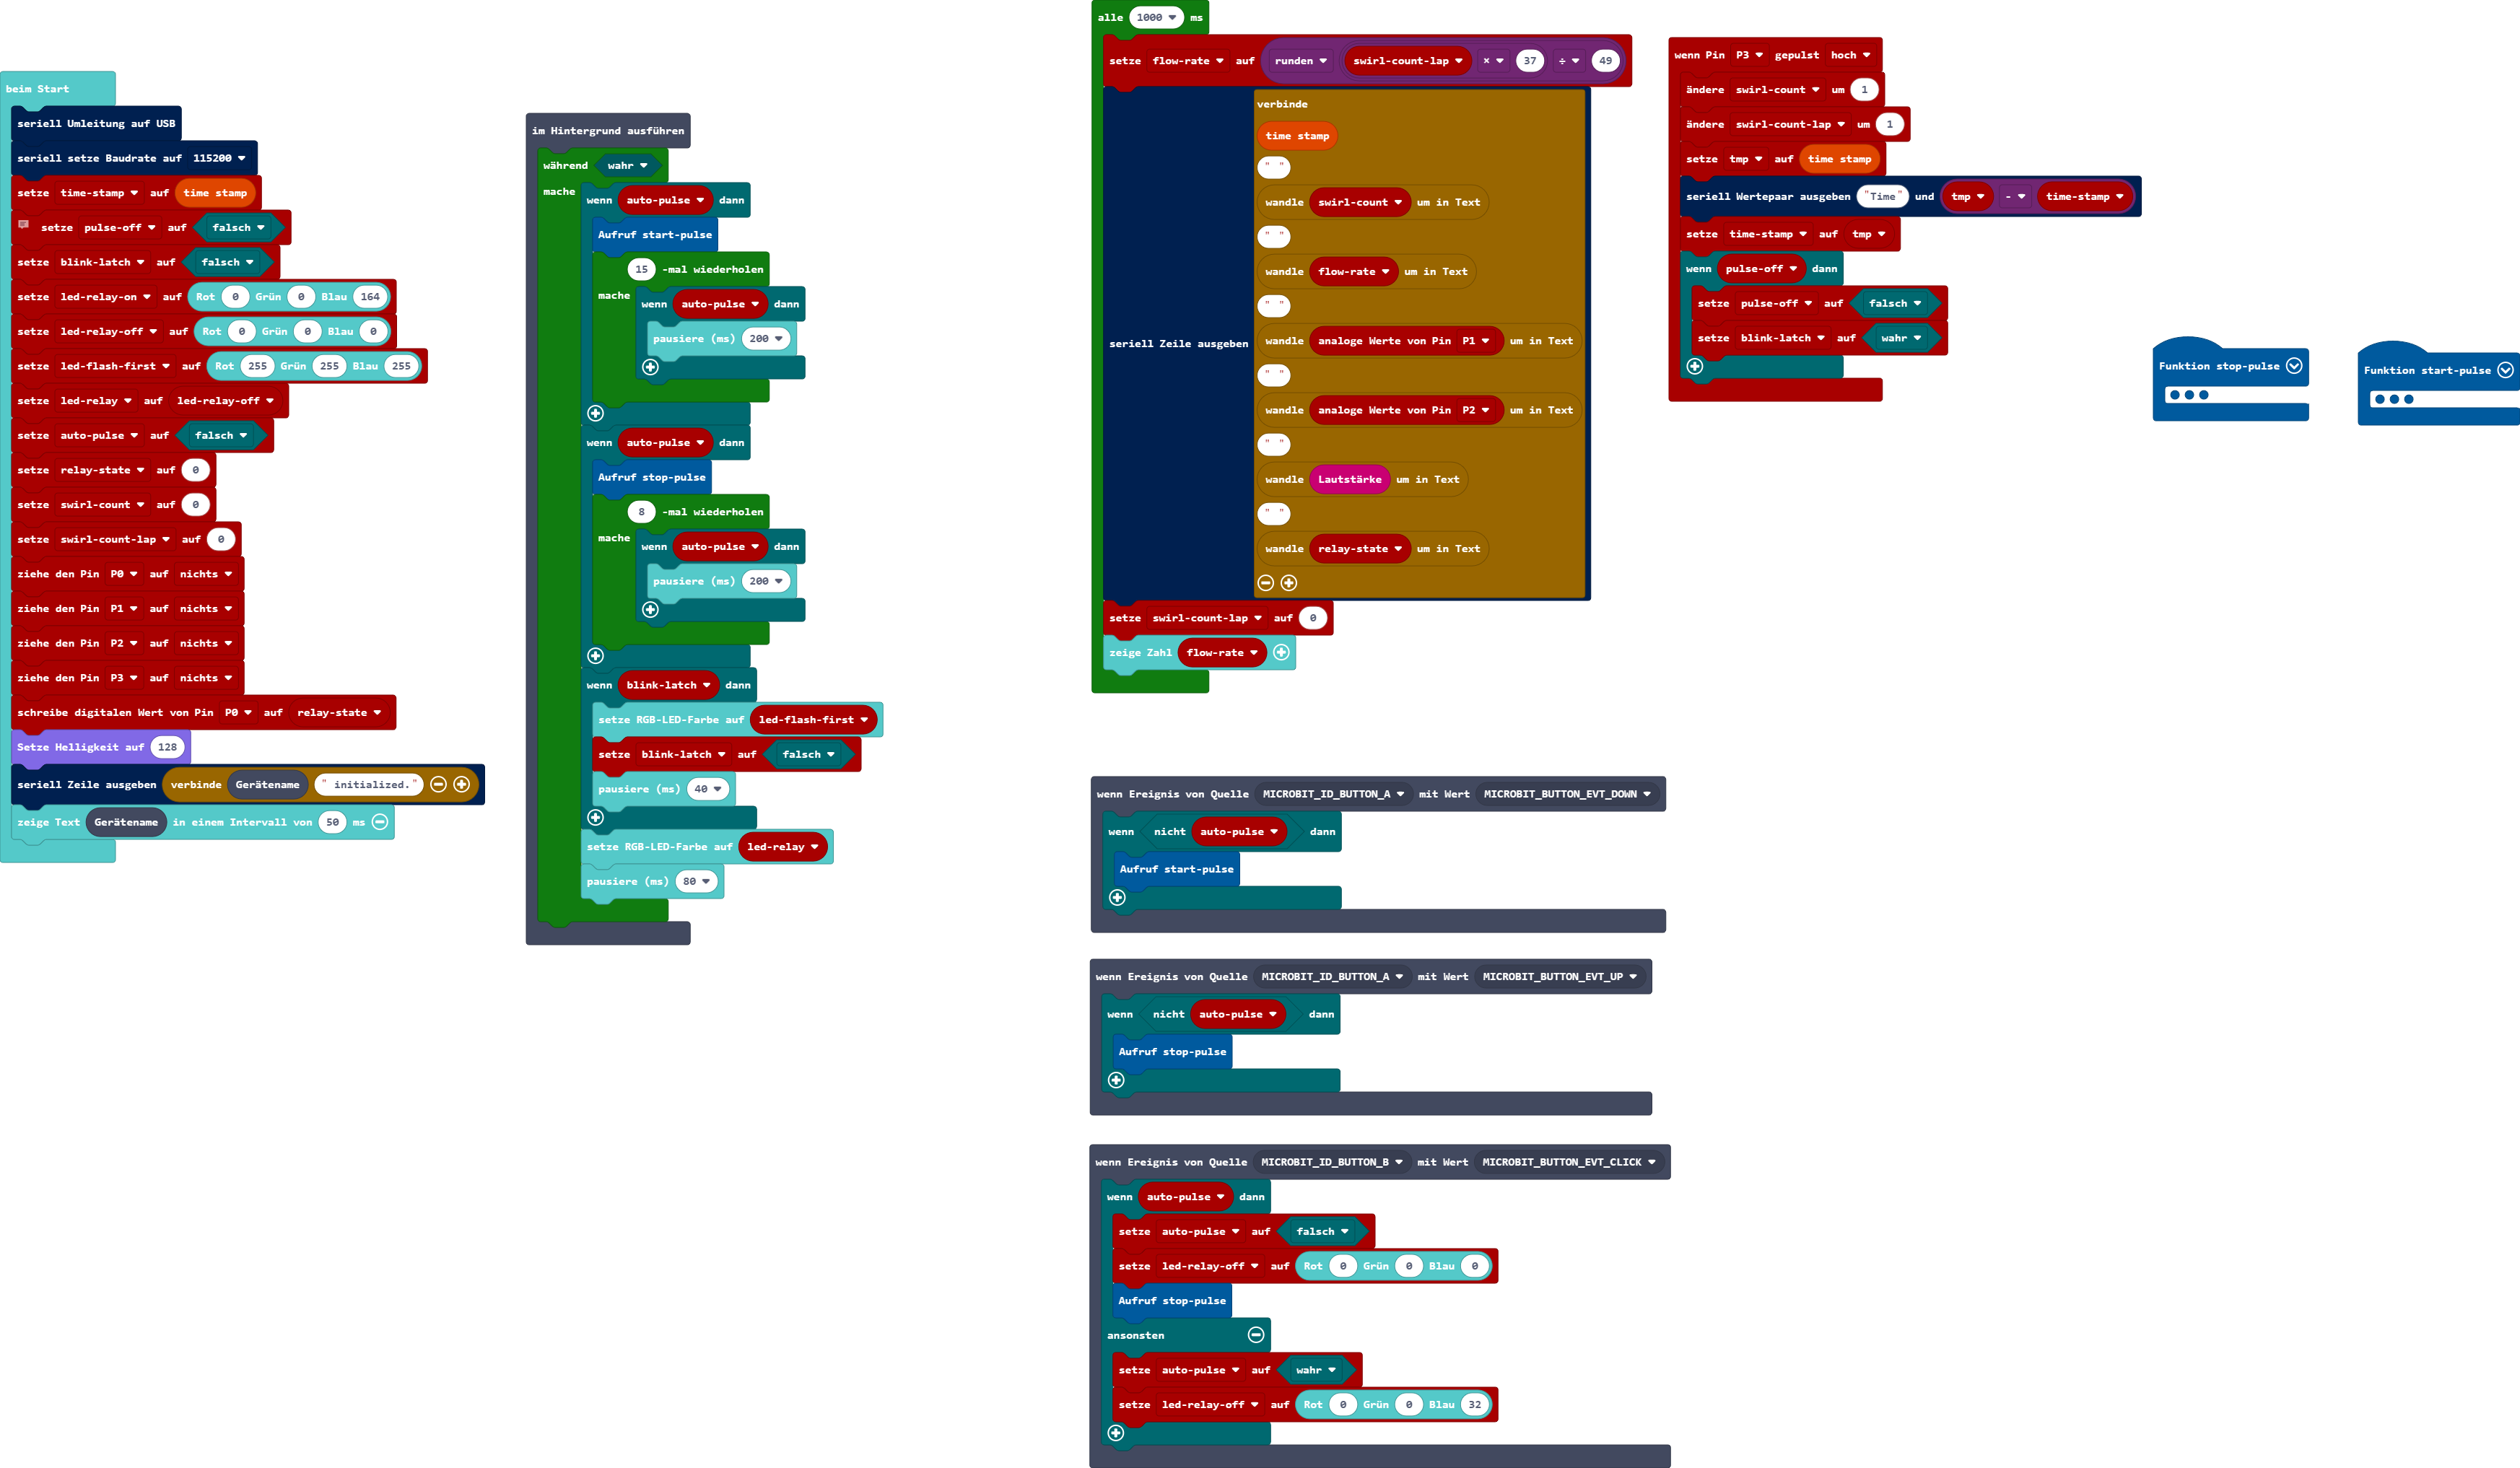 beim Start
seriell Umleitung auf USB
seriell setze Baudrate auf 115200
setze time-stamp auf time stamp
setze pulse-off auf falsch
setze blink-latch auf falsch
setze led-relay-on auf Rot 0 Grün 0 Blau 164
setze led-relay-off auf Rot 0 Grün 0 Blau 0
setze led-flash-first auf Rot 255 Grün 255 Blau 255
setze led-relay auf led-relay-off
setze auto-pulse auf falsch
setze relay-state auf 0
setze swirl-count auf 0
setze swirl-count-lap auf 0
ziehe den Pin P0 auf nichts
ziehe den Pin P1 auf nichts
ziehe den Pin P2 auf nichts
ziehe den Pin P3 auf nichts
schreibe digitalen Wert von Pin P0 auf relay-state
Setze Helligkeit auf 128
seriell Zeile ausgeben verbinde Gerätename " initialized."
zeige Text Gerätename in einem Intervall von 50 ms
im Hintergrund ausführen
während wahr
mache
wenn auto-pulse dann
Aufruf start-pulse
15 -mal wiederholen
mache
wenn auto-pulse dann
pausiere (ms) 200
wenn auto-pulse dann
Aufruf stop-pulse
8 -mal wiederholen
mache
wenn auto-pulse dann
pausiere (ms) 200
wenn blink-latch dann
setze RGB-LED-Farbe auf led-flash-first
setze blink-latch auf falsch
pausiere (ms) 40
setze RGB-LED-Farbe auf led-relay
pausiere (ms) 80
alle 1000 ms
setze flow-rate auf runden swirl-count-lap × 37 ÷ 49
seriell Zeile ausgeben
verbinde
time stamp
" "
wandle swirl-count um in Text
" "
wandle flow-rate um in Text
" "
wandle analoge Werte von Pin P1 um in Text
" "
wandle analoge Werte von Pin P2 um in Text
" "
wandle Lautstärke um in Text
" "
wandle relay-state um in Text
setze swirl-count-lap auf 0
zeige Zahl flow-rate
wenn Ereignis von Quelle MICROBIT_ID_BUTTON_A mit Wert MICROBIT_BUTTON_EVT_DOWN
wenn nicht auto-pulse dann
Aufruf start-pulse
wenn Ereignis von Quelle MICROBIT_ID_BUTTON_A mit Wert MICROBIT_BUTTON_EVT_UP
wenn nicht auto-pulse dann
Aufruf stop-pulse
wenn Ereignis von Quelle MICROBIT_ID_BUTTON_B mit Wert MICROBIT_BUTTON_EVT_CLICK
wenn auto-pulse dann
setze auto-pulse auf falsch
setze led-relay-off auf Rot 0 Grün 0 Blau 0
Aufruf stop-pulse
ansonsten
setze auto-pulse auf wahr
setze led-relay-off auf Rot 0 Grün 0 Blau 32
wenn Pin P3 gepulst hoch
ändere swirl-count um 1
ändere swirl-count-lap um 1
setze tmp auf time stamp
seriell Wertepaar ausgeben "Time" und tmp - time-stamp
setze time-stamp auf tmp
wenn pulse-off dann
setze pulse-off auf falsch
setze blink-latch auf wahr
Funktion stop-pulse
Funktion start-pulse